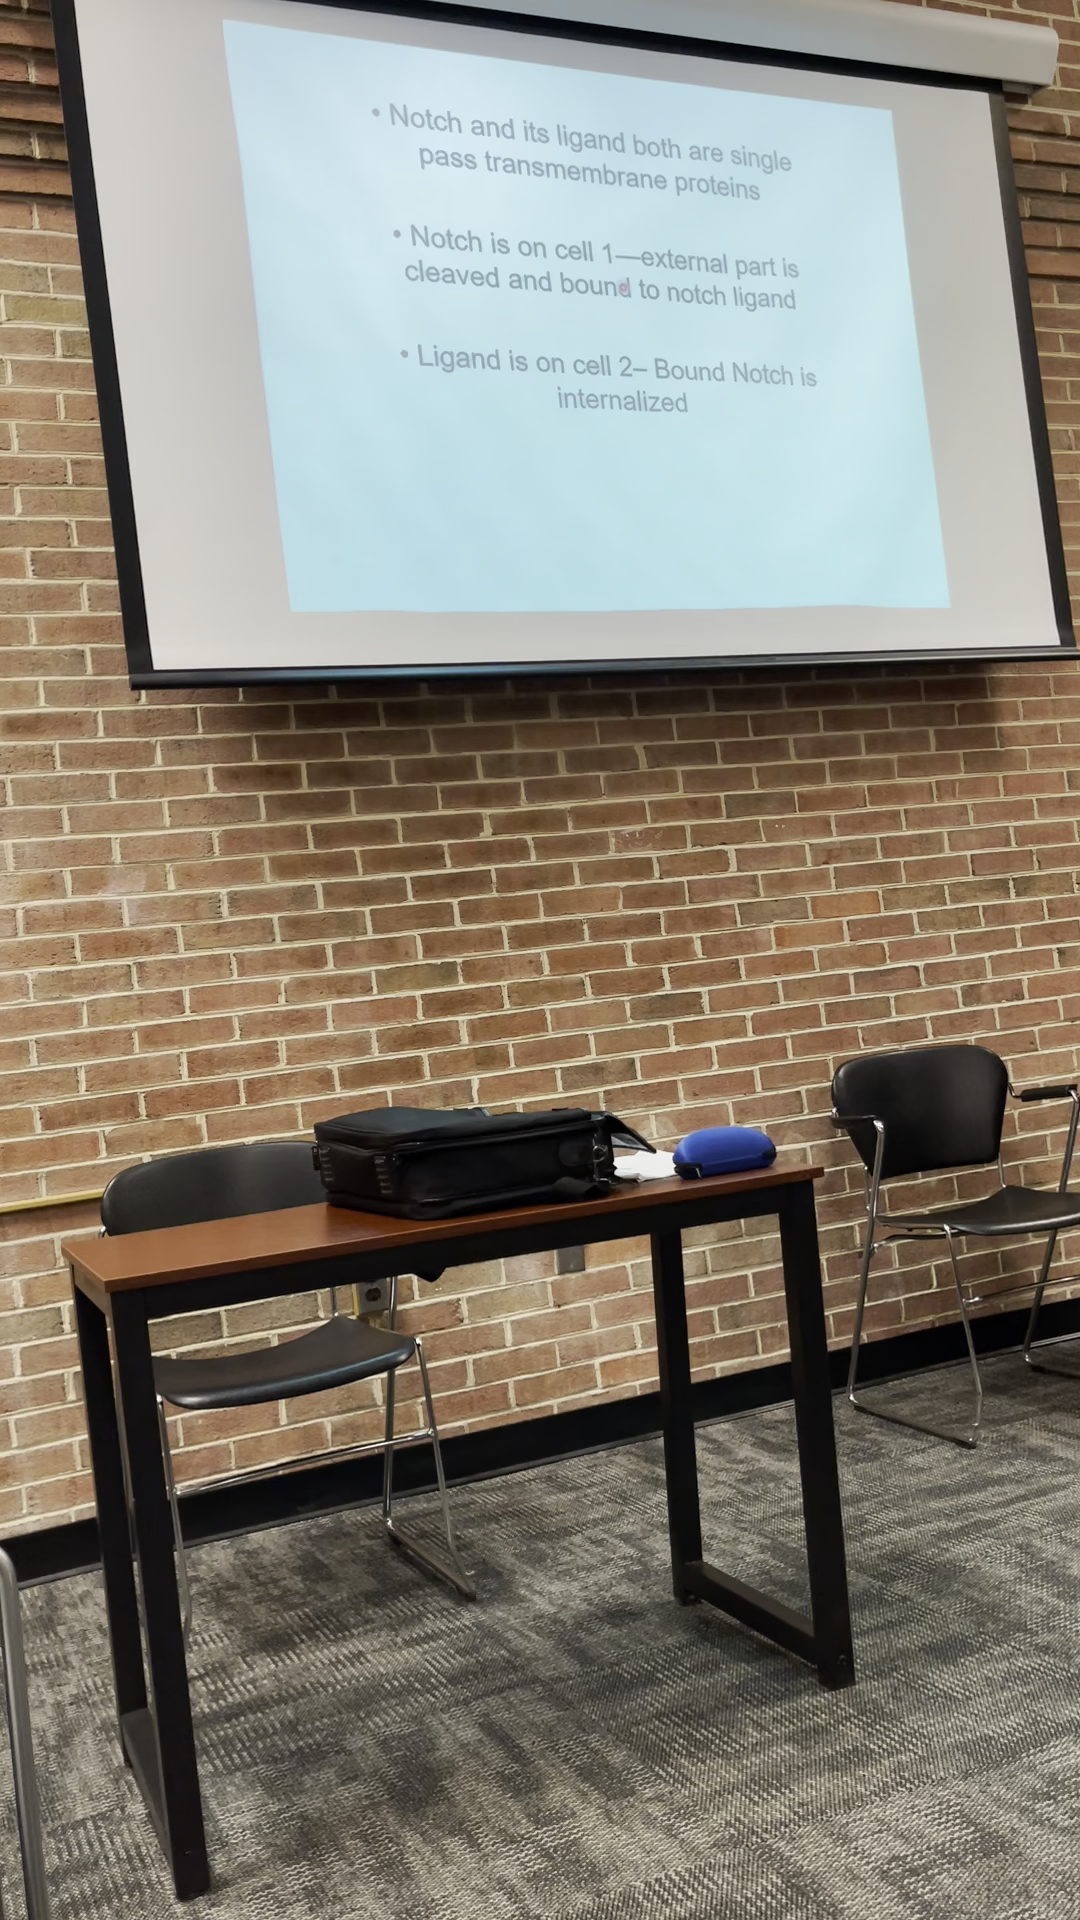 • Notch and its ligand both are single
pass transmembrane proteins
• Notch is on cell 1—external part is
cleaved and bound to notch ligand
• Ligand is on cell 2– Bound Notch is
internalized